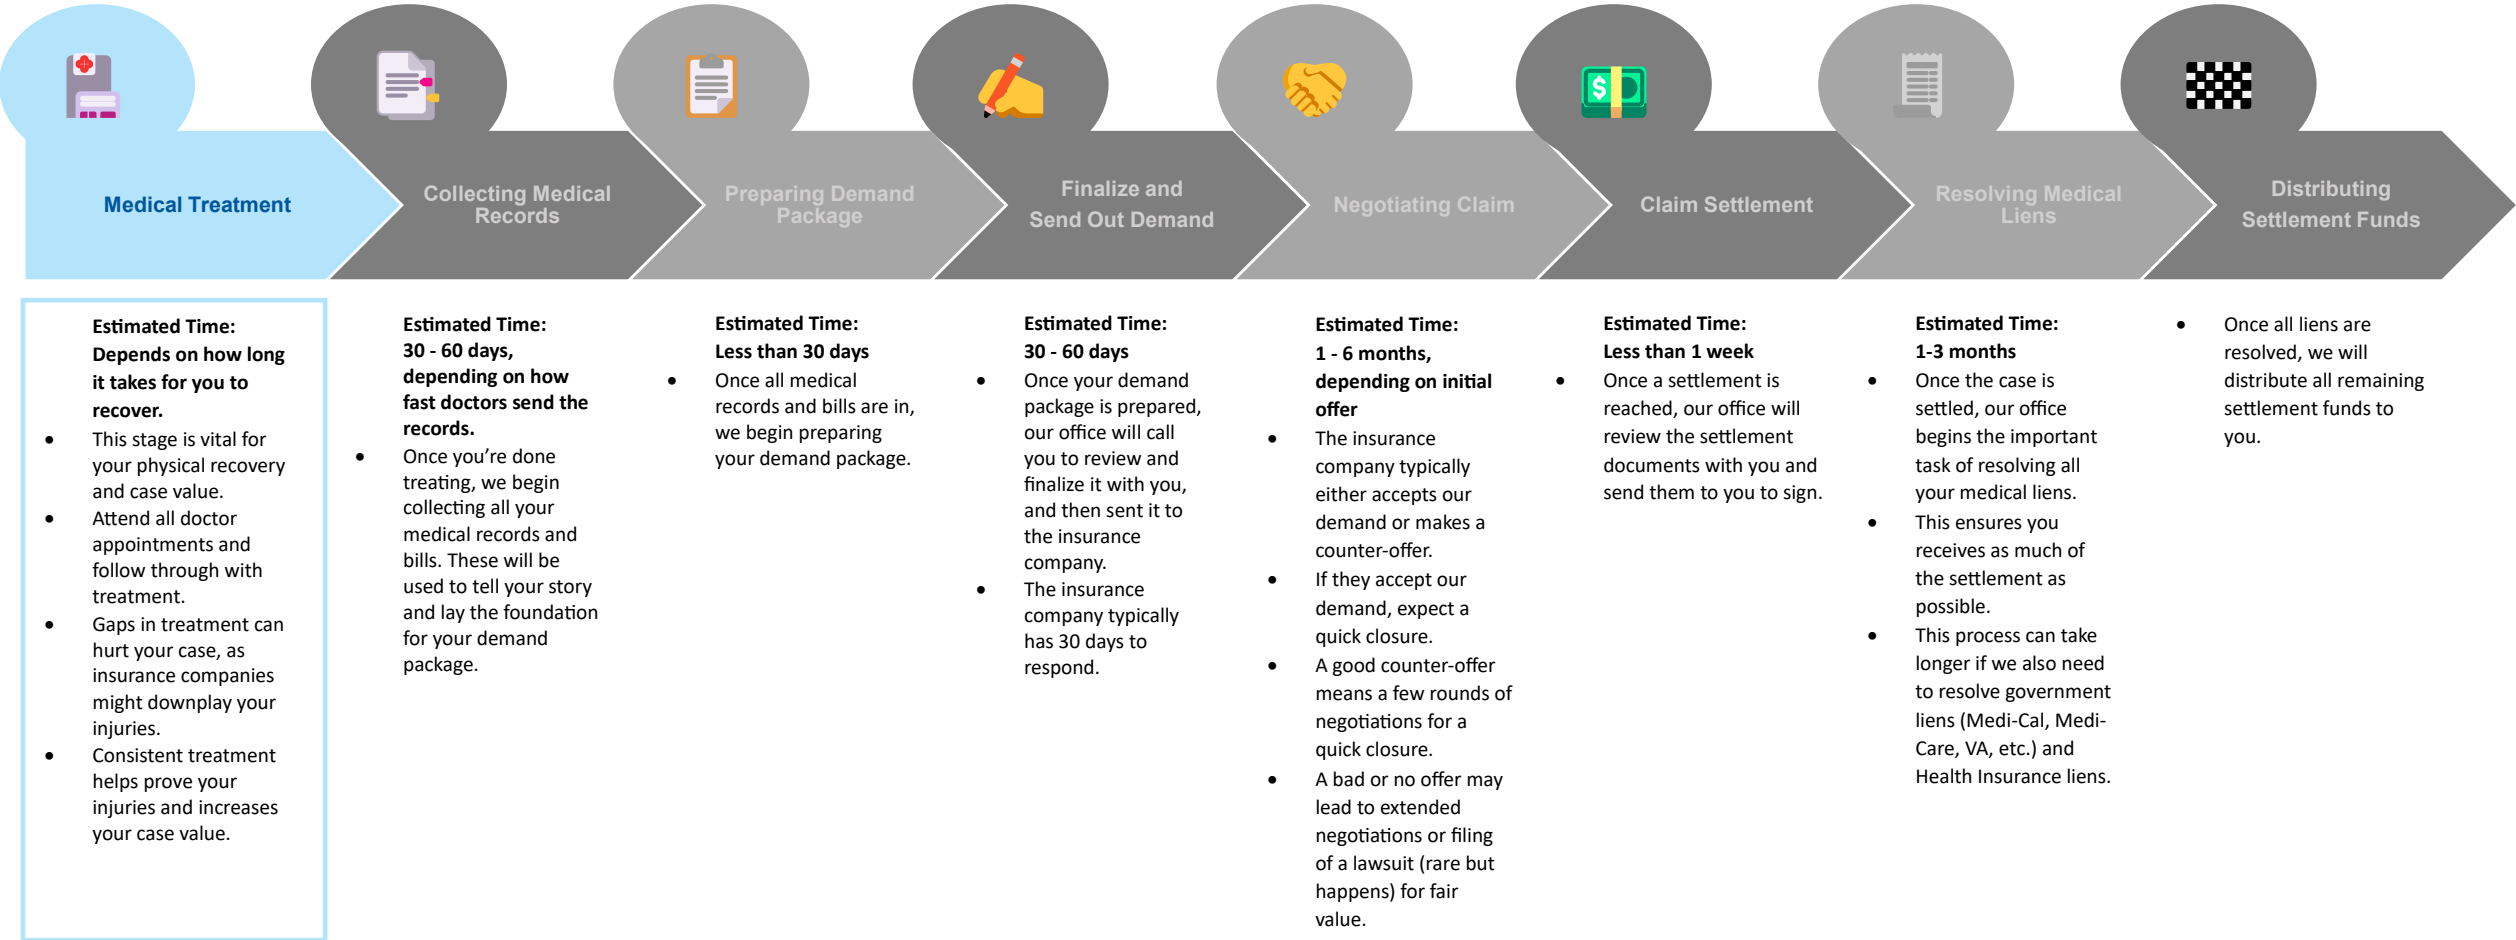 Medical Treatment
Collecting Medical
Records
Preparing Demand
Package
Finalize and
Send Out Demand
Negotiating Claim
Claim Settlement
Resolving Medical
Liens
Distributing
Settlement Funds
Estimated Time:
Depends on how long
it takes for you to
recover.
• This stage is vital for
your physical recovery
and case value.
• Attend all doctor
appointments and
follow through with
treatment.
• Gaps in treatment can
hurt your case, as
insurance companies
might downplay your
injuries.
• Consistent treatment
helps prove your
injuries and increases
your case value.
Estimated Time:
30 - 60 days,
depending on how
fast doctors send the
records.
• Once you’re done
treating, we begin
collecting all your
medical records and
bills. These will be
used to tell your story
and lay the foundation
for your demand
package.
Estimated Time:
Less than 30 days
• Once all medical
records and bills are in,
we begin preparing
your demand package.
Estimated Time:
30 - 60 days
• Once your demand
package is prepared,
our office will call
you to review and
finalize it with you,
and then sent it to
the insurance
company.
• The insurance
company typically
has 30 days to
respond.
Estimated Time:
1 - 6 months,
depending on initial
offer
• The insurance
company typically
either accepts our
demand or makes a
counter-offer.
• If they accept our
demand, expect a
quick closure.
• A good counter-offer
means a few rounds of
negotiations for a
quick closure.
• A bad or no offer may
lead to extended
negotiations or filing
of a lawsuit (rare but
happens) for fair
value.
Estimated Time:
Less than 1 week
• Once a settlement is
reached, our office will
review the settlement
documents with you and
send them to you to sign.
Estimated Time:
1-3 months
• Once the case is
settled, our office
begins the important
task of resolving all
your medical liens.
• This ensures you
receives as much of
the settlement as
possible.
• This process can take
longer if we also need
to resolve government
liens (Medi-Cal, Medi-
Care, VA, etc.) and
Health Insurance liens.
• Once all liens are
resolved, we will
distribute all remaining
settlement funds to
you.